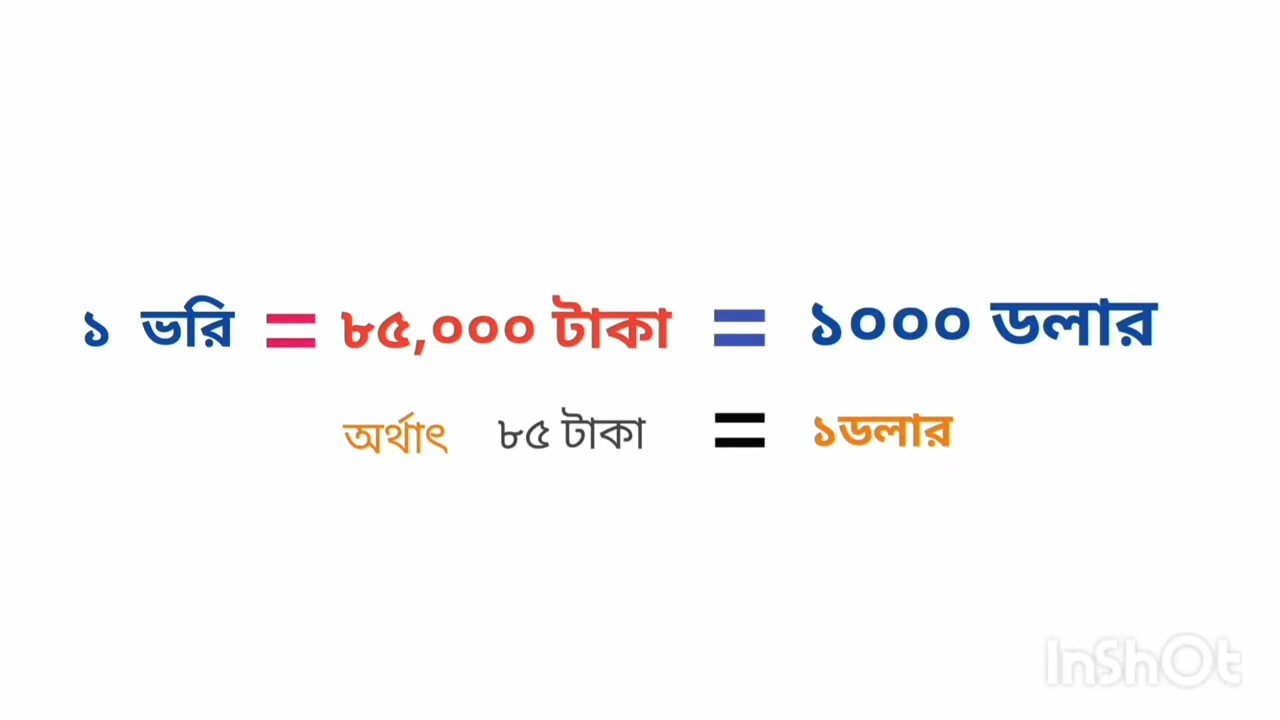 ১ ভরি = ৮৫,০০০ টাকা = ১০০০ ডলার
অর্থাৎ ৮৫ টাকা = ১ডলার
InShOt